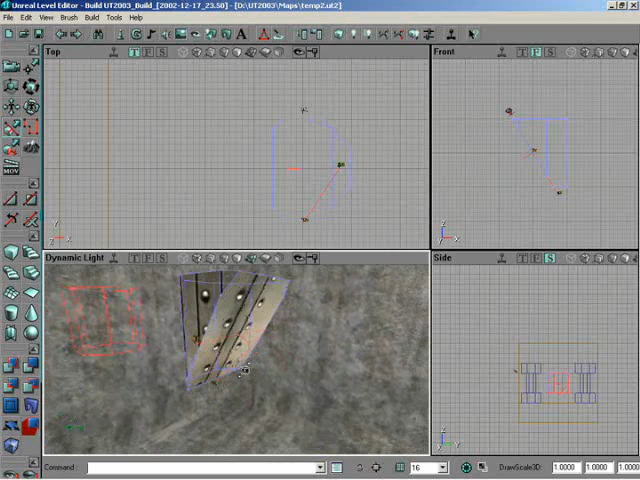 Unreal Level Editor - Build UT2003_Build_[2002-12-17_23.50] - [D:\UT2003/Maps/temp2.ut2]
File Edit View Brush Build Tools Help
Top T F S
Front T F S
MOV
Y
Z X
Z
Y X
Dynamic Light T F S
Side T F S
Z
Y
Command : 16 DrawScale3D: 1.0000 1.0000 1.0000